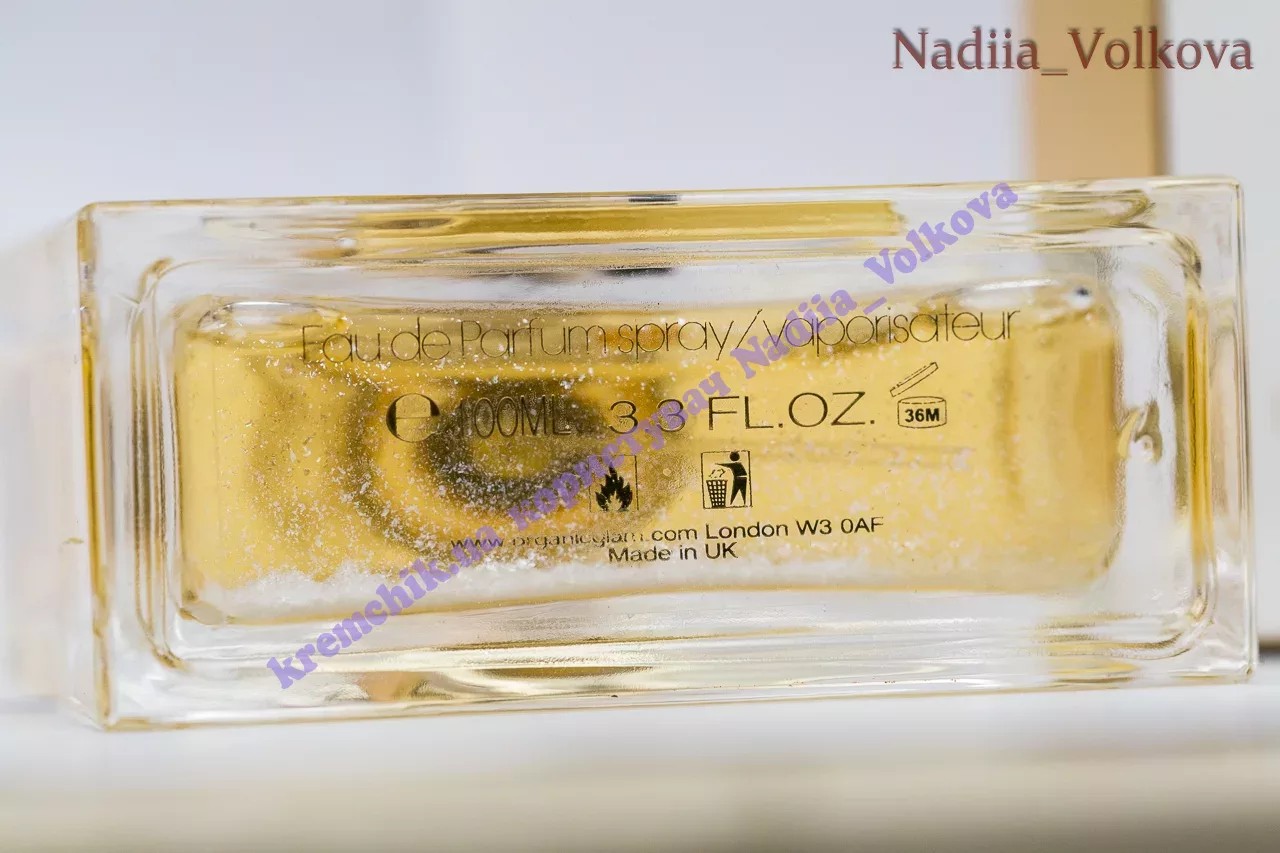 Nadiia_Volkova
Eau de Parfum spray/vaporisateur
e 100ML 3.3 FL.OZ. 36M
www.organicglam.com London W3 0AF
Made in UK
kremchik.ua користувач Nadiia_Volkova